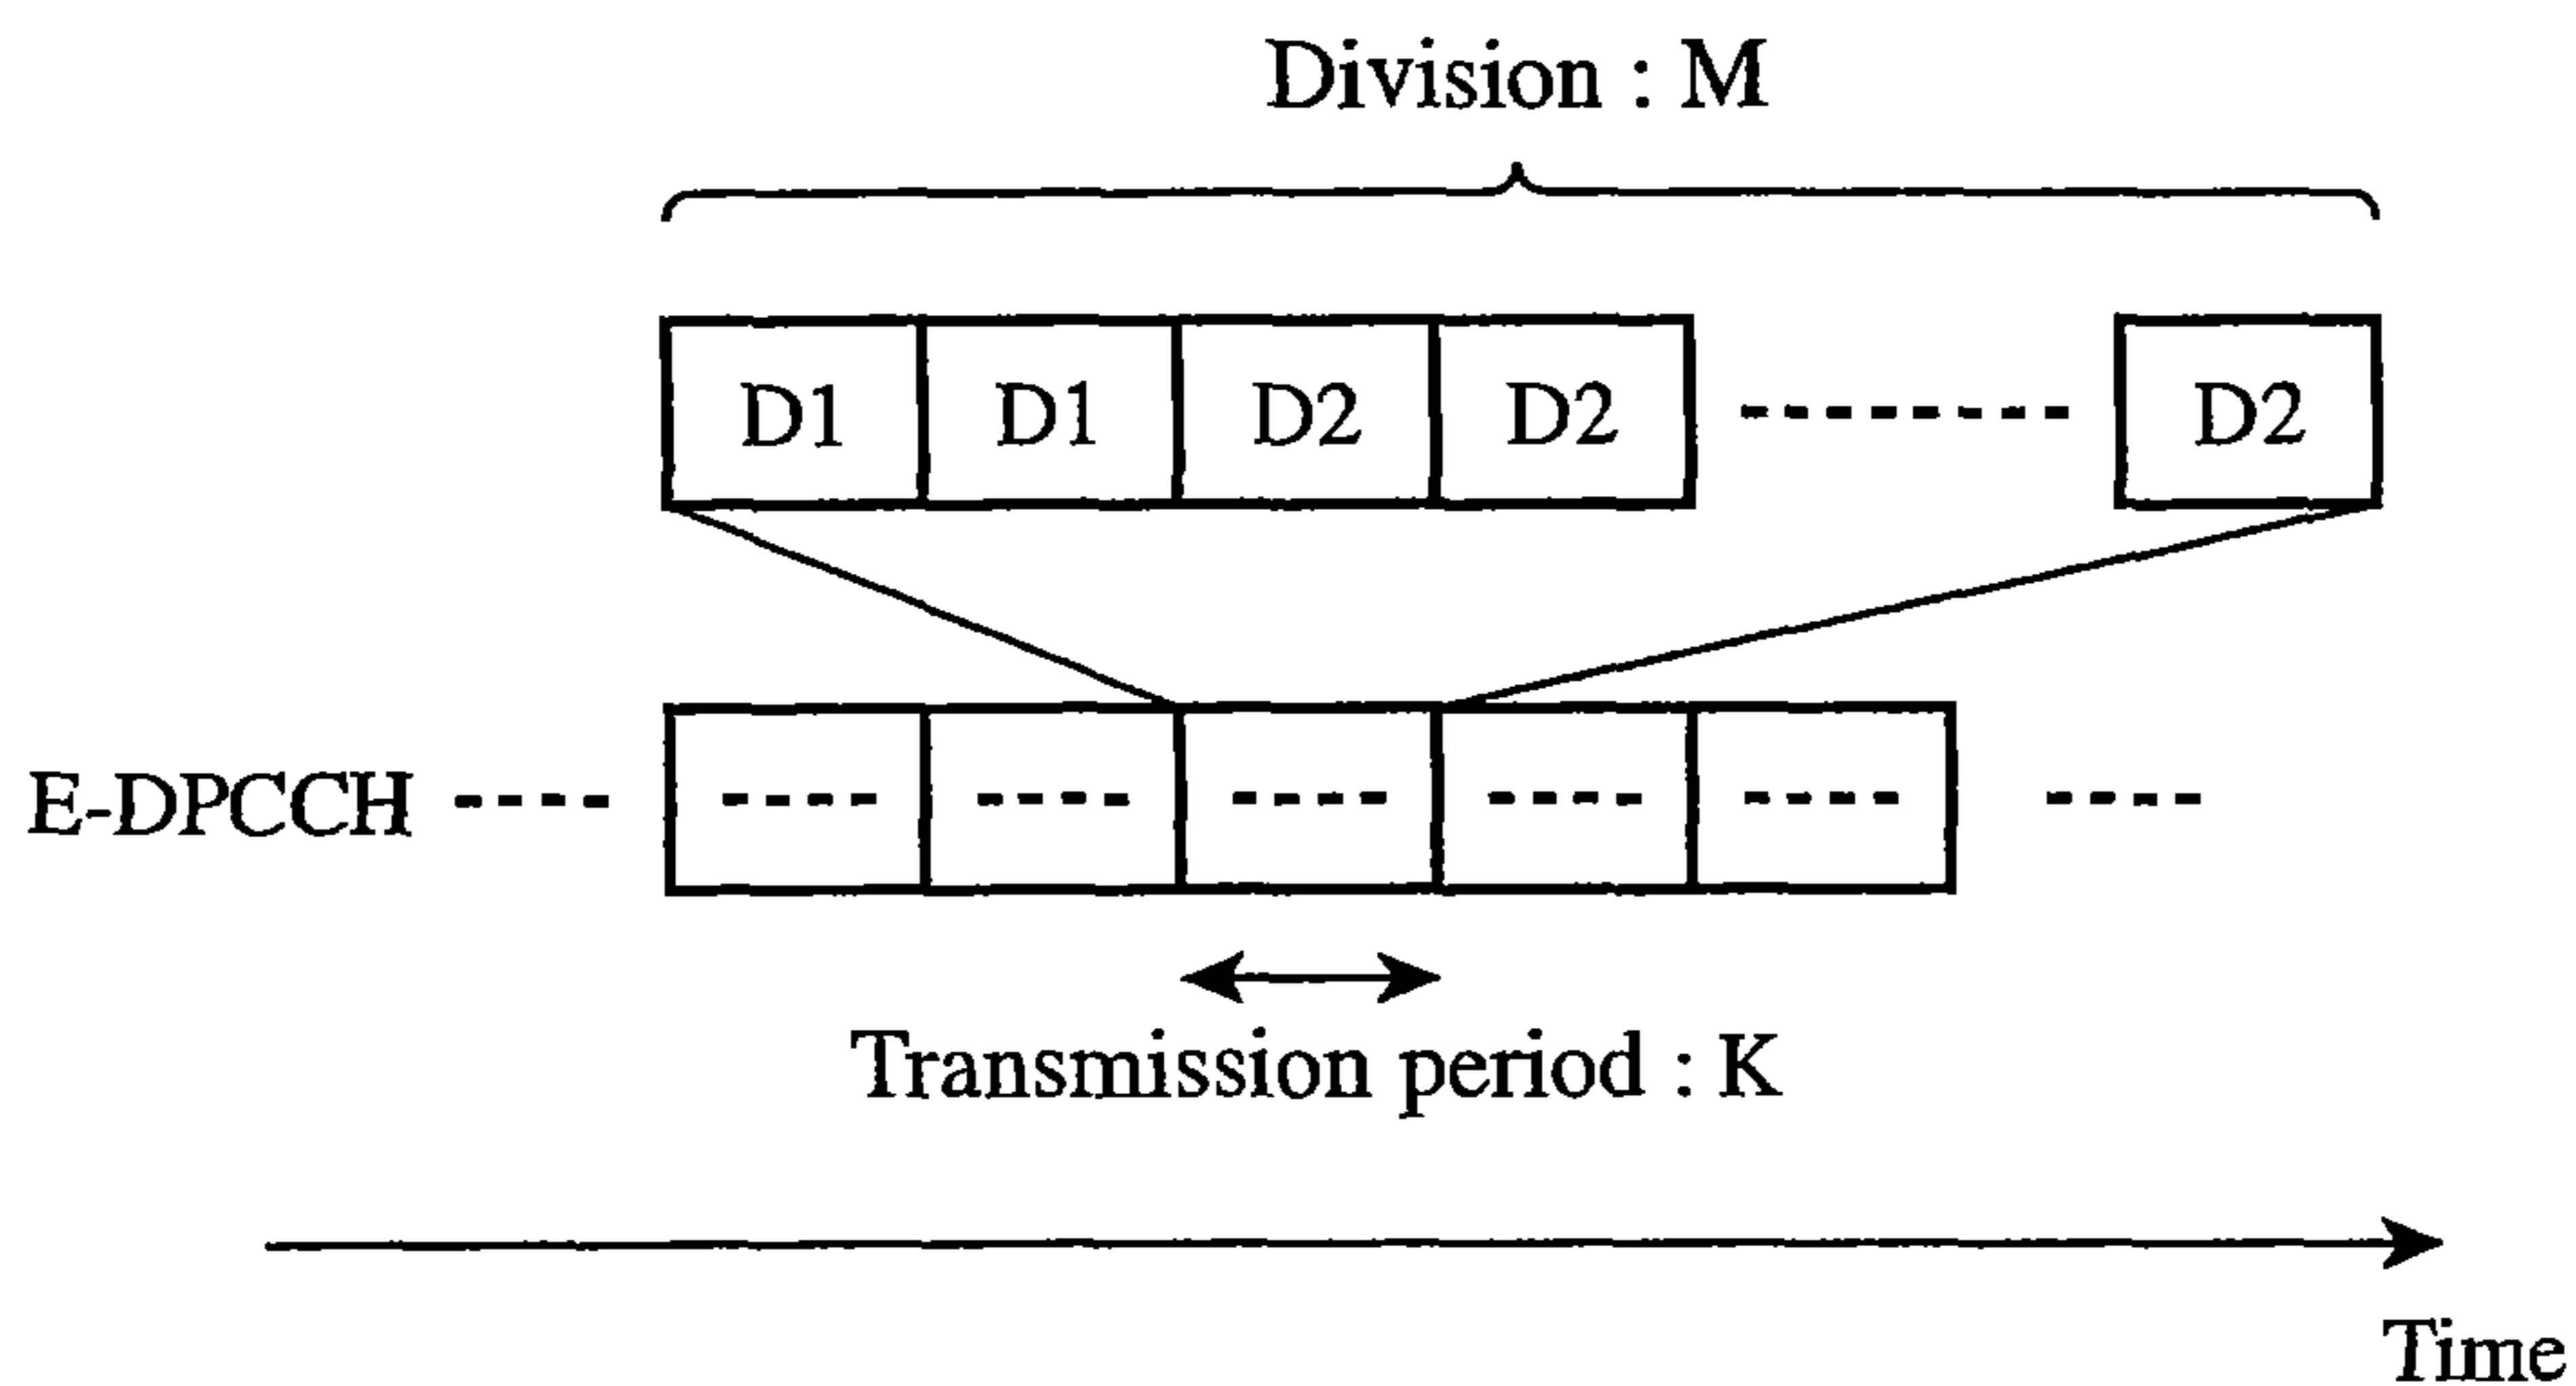 Division : M
D1 D1 D2 D2 D2
E-DPCCH
Transmission period : K
Time